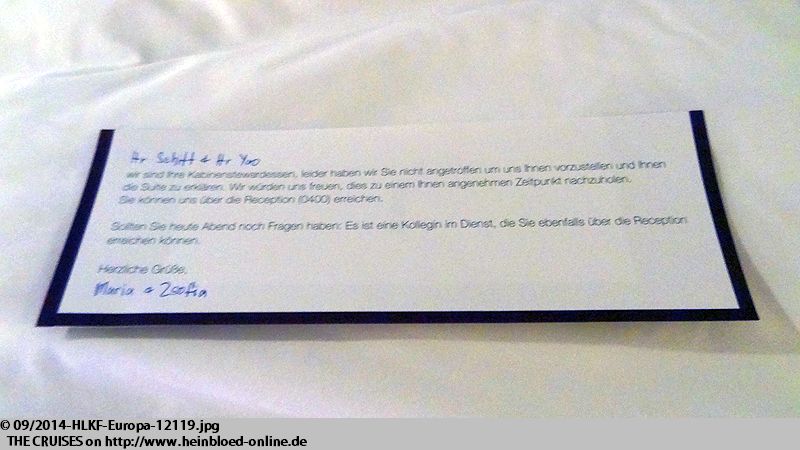 Hr Schitt & Hr Yoo
wir sind Ihre Kabinenstewardessen, leider haben wir Sie nicht angetroffen um uns Ihnen vorzustellen und Ihnen
die Suite zu erklären. Wir würden uns freuen, dies zu einem Ihnen angenehmen Zeitpunkt nachzuholen.
Sie können uns über die Reception (0400) erreichen.
Sollten Sie heute Abend noch Fragen haben: Es ist eine Kollegin im Dienst, die Sie ebenfalls über die Reception
erreichen können.
Herzliche Grüße,
Maria & Zsofia
© 09/2014-HLKF-Europa-12119.jpg
THE CRUISES on http://www.heinbloed-online.de